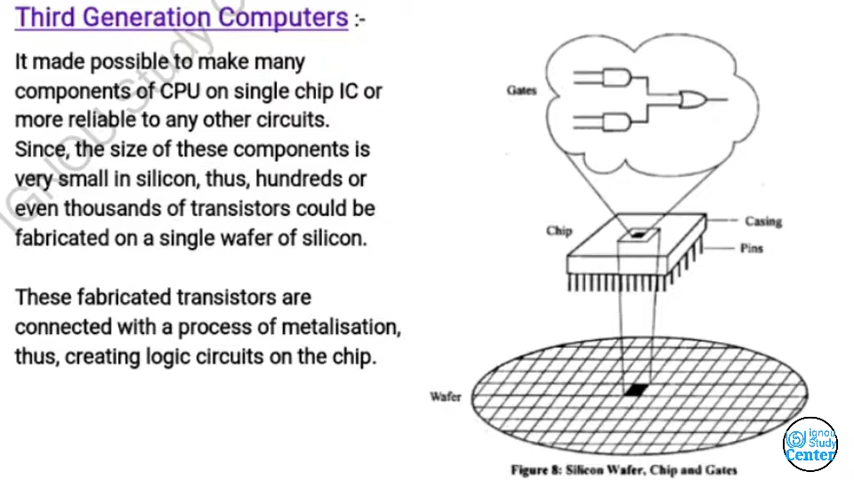 Third Generation Computers :-
It made possible to make many
components of CPU on single chip IC or
more reliable to any other circuits.
Since, the size of these components is
very small in silicon, thus, hundreds or
even thousands of transistors could be
fabricated on a single wafer of silicon.
These fabricated transistors are
connected with a process of metalisation,
thus, creating logic circuits on the chip.
Gates
Chip
Casing
Pins
Wafer
Figure 8: Silicon Wafer, Chip and Gates
ignou
Study
Center
IGNOU Study C